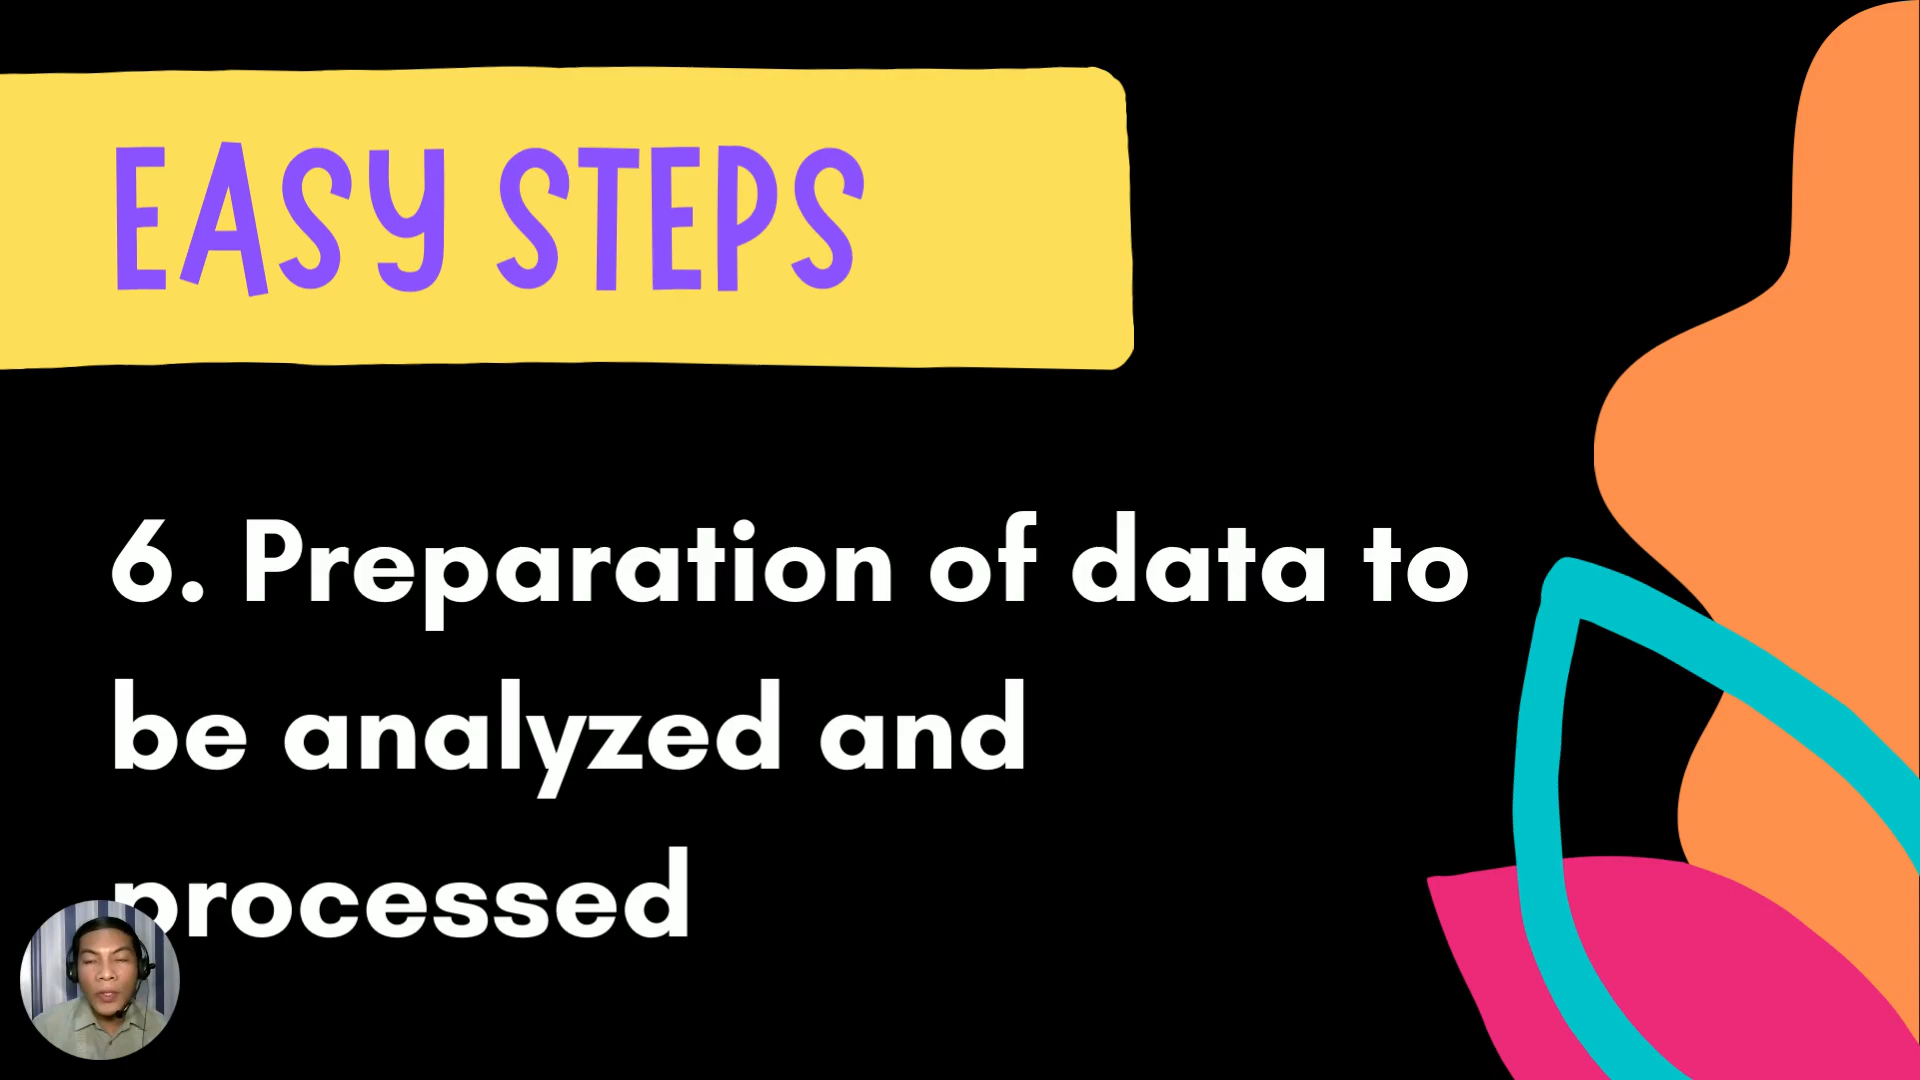 EASY STEPS
6. Preparation of data to
be analyzed and
processed